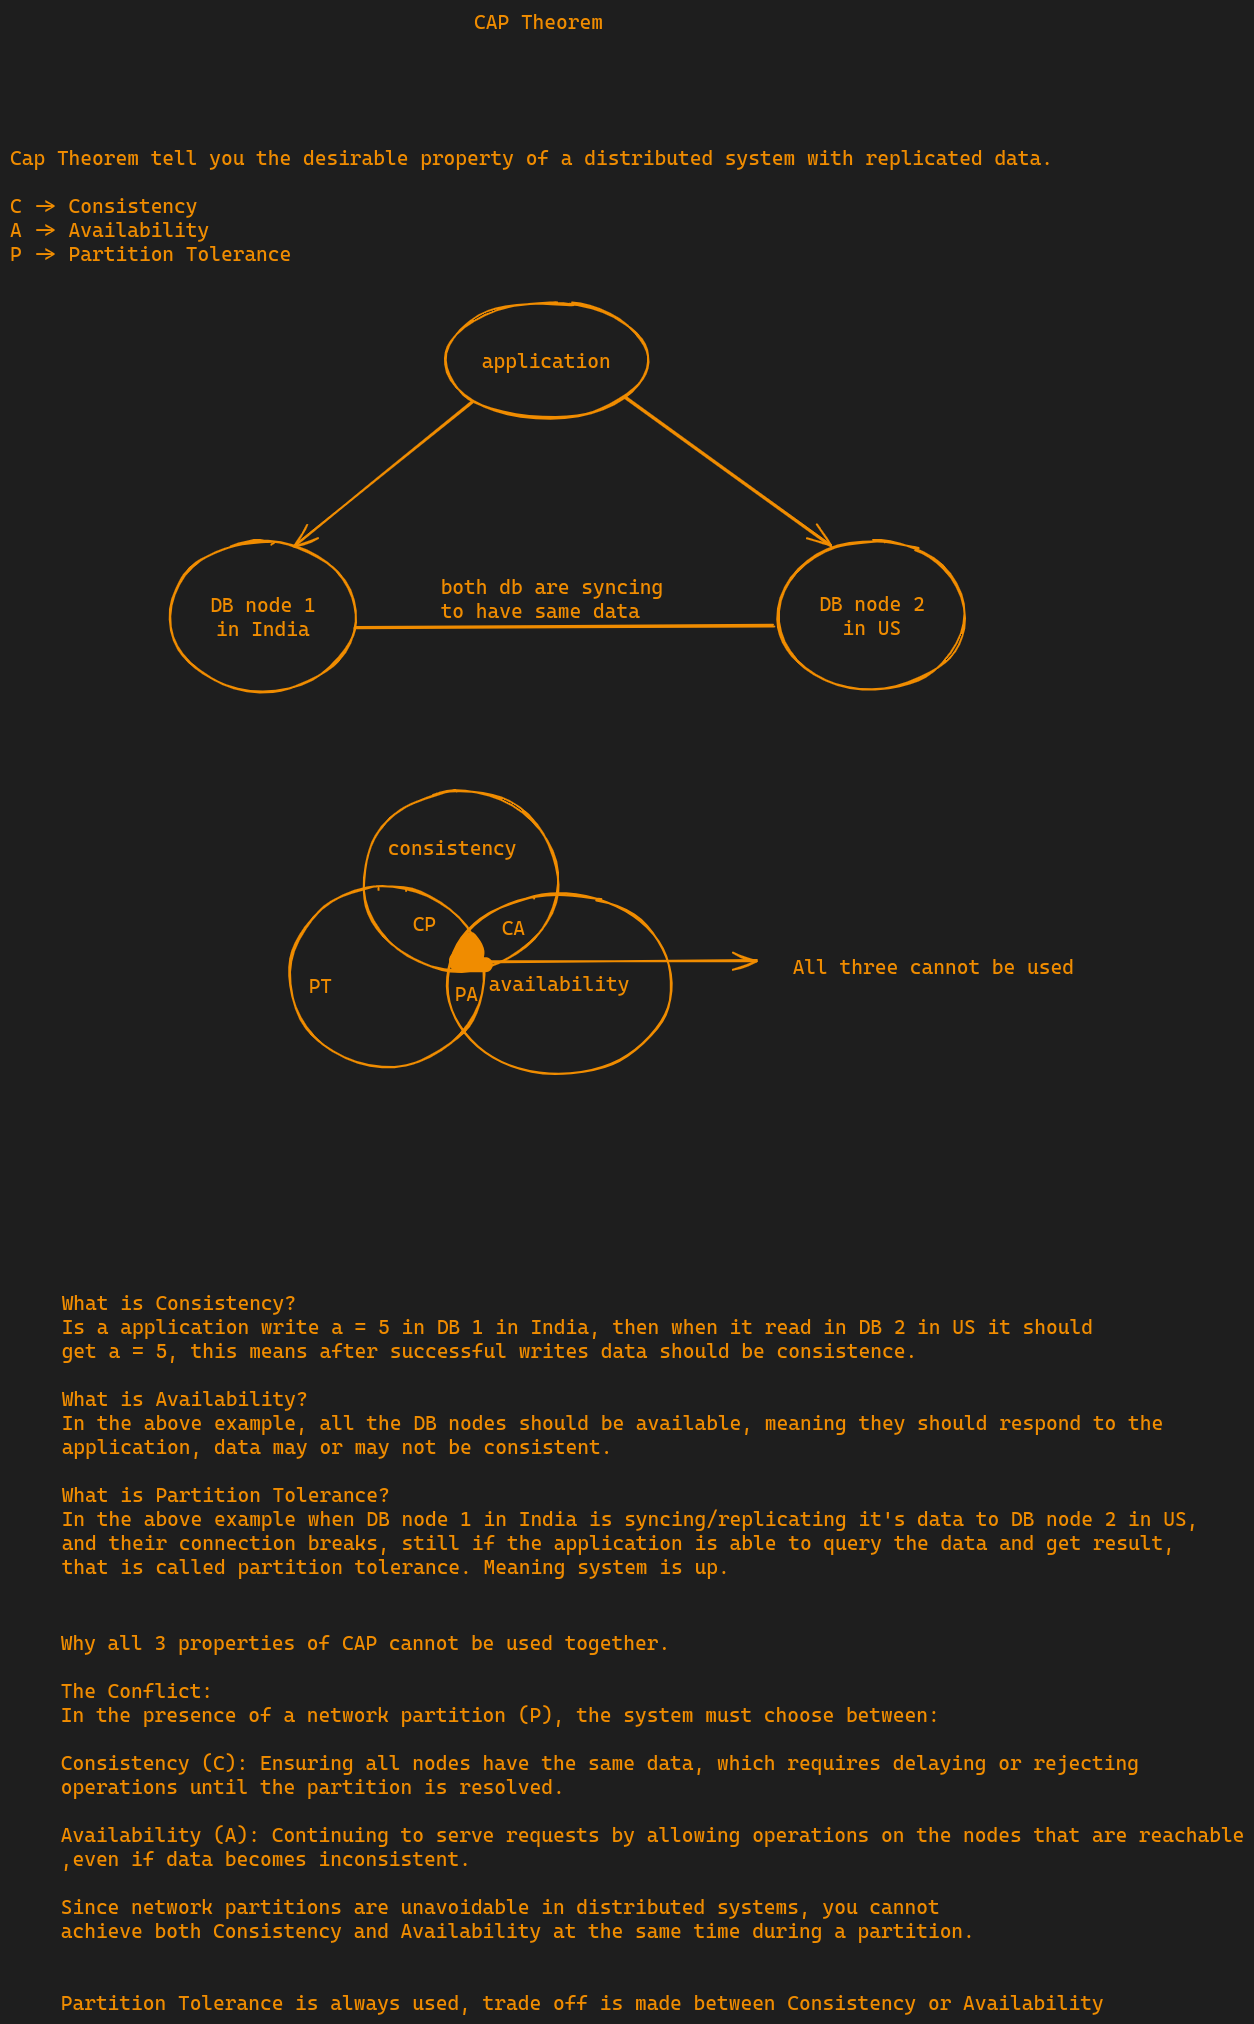 CAP Theorem
Cap Theorem tell you the desirable property of a distributed system with replicated data.
C → Consistency
A → Availability
P → Partition Tolerance
application
both db are syncing
to have same data
DB node 1
in India
DB node 2
in US
consistency
CP
CA
All three cannot be used
PT
PA
availability
What is Consistency?
Is a application write a = 5 in DB 1 in India, then when it read in DB 2 in US it should
get a = 5, this means after successful writes data should be consistence.
What is Availability?
In the above example, all the DB nodes should be available, meaning they should respond to the
application, data may or may not be consistent.
What is Partition Tolerance?
In the above example when DB node 1 in India is syncing/replicating it's data to DB node 2 in US,
and their connection breaks, still if the application is able to query the data and get result,
that is called partition tolerance. Meaning system is up.
Why all 3 properties of CAP cannot be used together.
The Conflict:
In the presence of a network partition (P), the system must choose between:
Consistency (C): Ensuring all nodes have the same data, which requires delaying or rejecting
operations until the partition is resolved.
Availability (A): Continuing to serve requests by allowing operations on the nodes that are reachable
,even if data becomes inconsistent.
Since network partitions are unavoidable in distributed systems, you cannot
achieve both Consistency and Availability at the same time during a partition.
Partition Tolerance is always used, trade off is made between Consistency or Availability